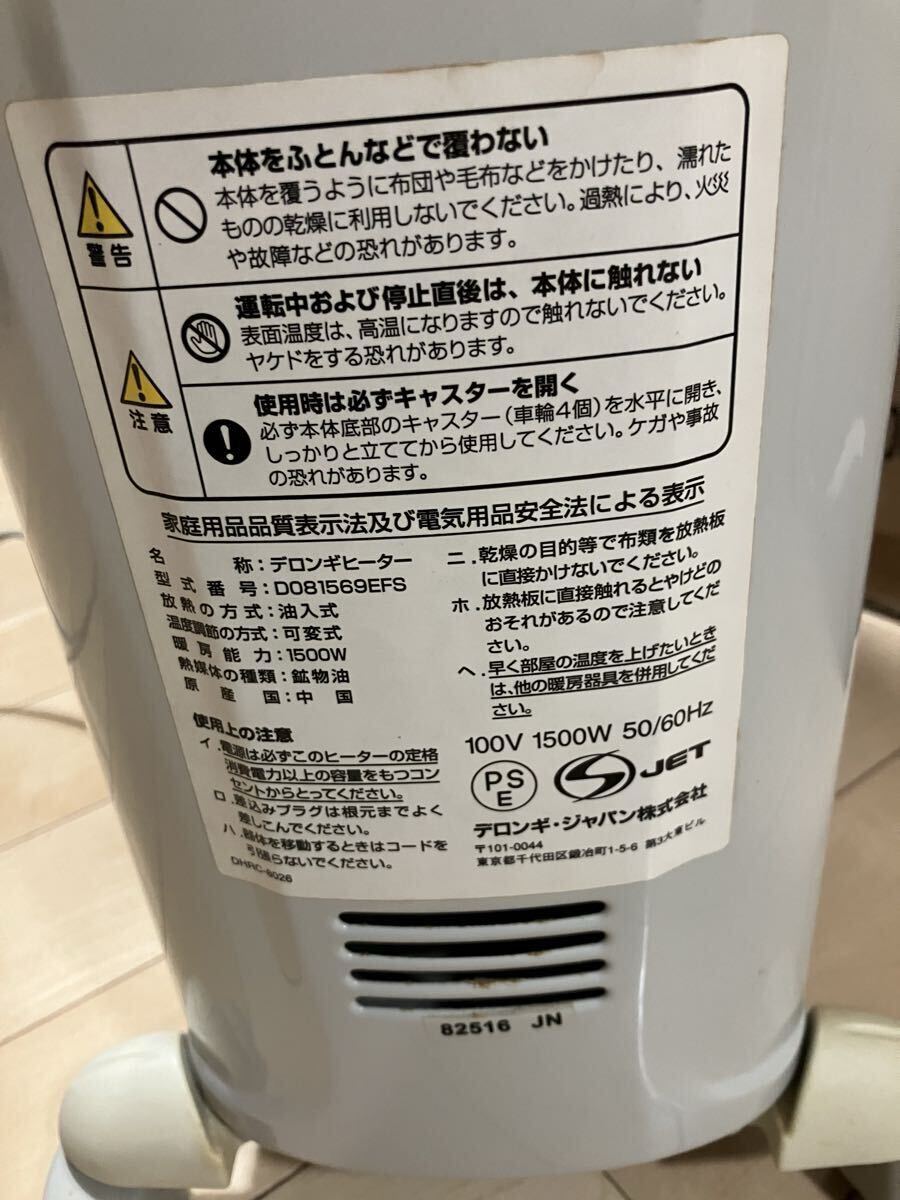 警告
本体をふとんなどで覆わない
本体を覆うように布団や毛布などをかけたり、濡れた
ものの乾燥に利用しないでください。過熱により、火災
や故障などの恐れがあります。
注意
運転中および停止直後は、本体に触れない
表面温度は、高温になりますので触れないでください。
ヤケドをする恐れがあります。
使用時は必ずキャスターを開く
必ず本体底部のキャスター(車輪4個)を水平に開き、
しっかりと立ててから使用してください。ケガや事故
の恐れがあります。
家庭用品品質表示法及び電気用品安全法による表示
名称:デロンギヒーター
型式番号:D081569EFS
放熱の方式:油入式
温度調節の方式:可変式
暖房能力:1500W
熱媒体の種類:鉱物油
原産国:中国
使用上の注意
イ.電源は必ずこのヒーターの定格
消費電力以上の容量をもつコン
セントからとってください。
ロ.差込みプラグは根元までよく
差しこんでください。
ハ.器体を移動するときはコードを
引張らないでください。
DHRC-6026
ニ.乾燥の目的等で布類を放熱板
に直接かけないでください。
ホ.放熱板に直接触れるとやけどの
おそれがあるので注意してくだ
さい。
ヘ.早く部屋の温度を上げたいとき
は、他の暖房器具を併用してくだ
さい。
100V 1500W 50/60Hz
PS
E
JET
デロンギ・ジャパン株式会社
〒101-0044
東京都千代田区鍛冶町1-5-6 第3大東ビル
82516 JN